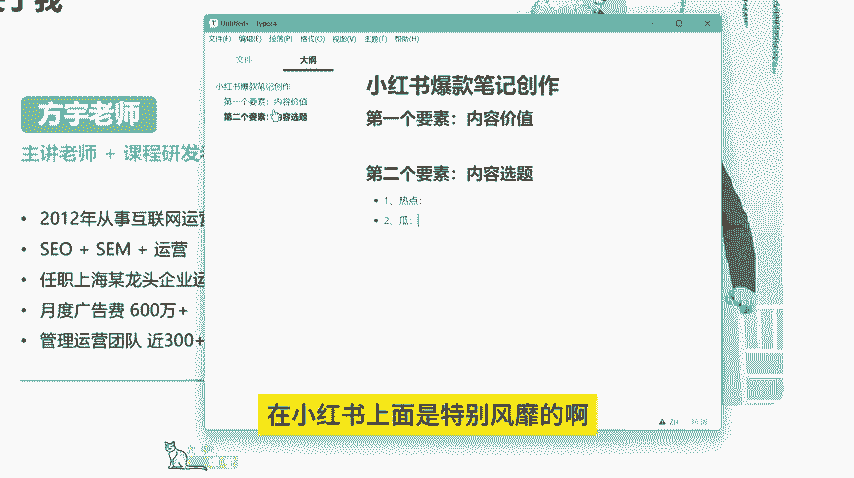 于我
方宇老师
主讲老师 + 课程研发
2012年从事互联网运营
SEO + SEM + 运营
任职上海某龙头企业运
月度广告费 600万+
管理运营团队 近300+
Untitled - Typora
文件(F) 编辑(E) 段落(P) 格式(O) 视图(V) 主题(T) 帮助(H)
文件 大纲
小红书爆款笔记创作
第一个要素:内容价值
第二个要素:内容选题
小红书爆款笔记创作
第一个要素:内容价值
第二个要素:内容选题
1、热点:
2、瓜:
在小红书上面是特别风靡的啊